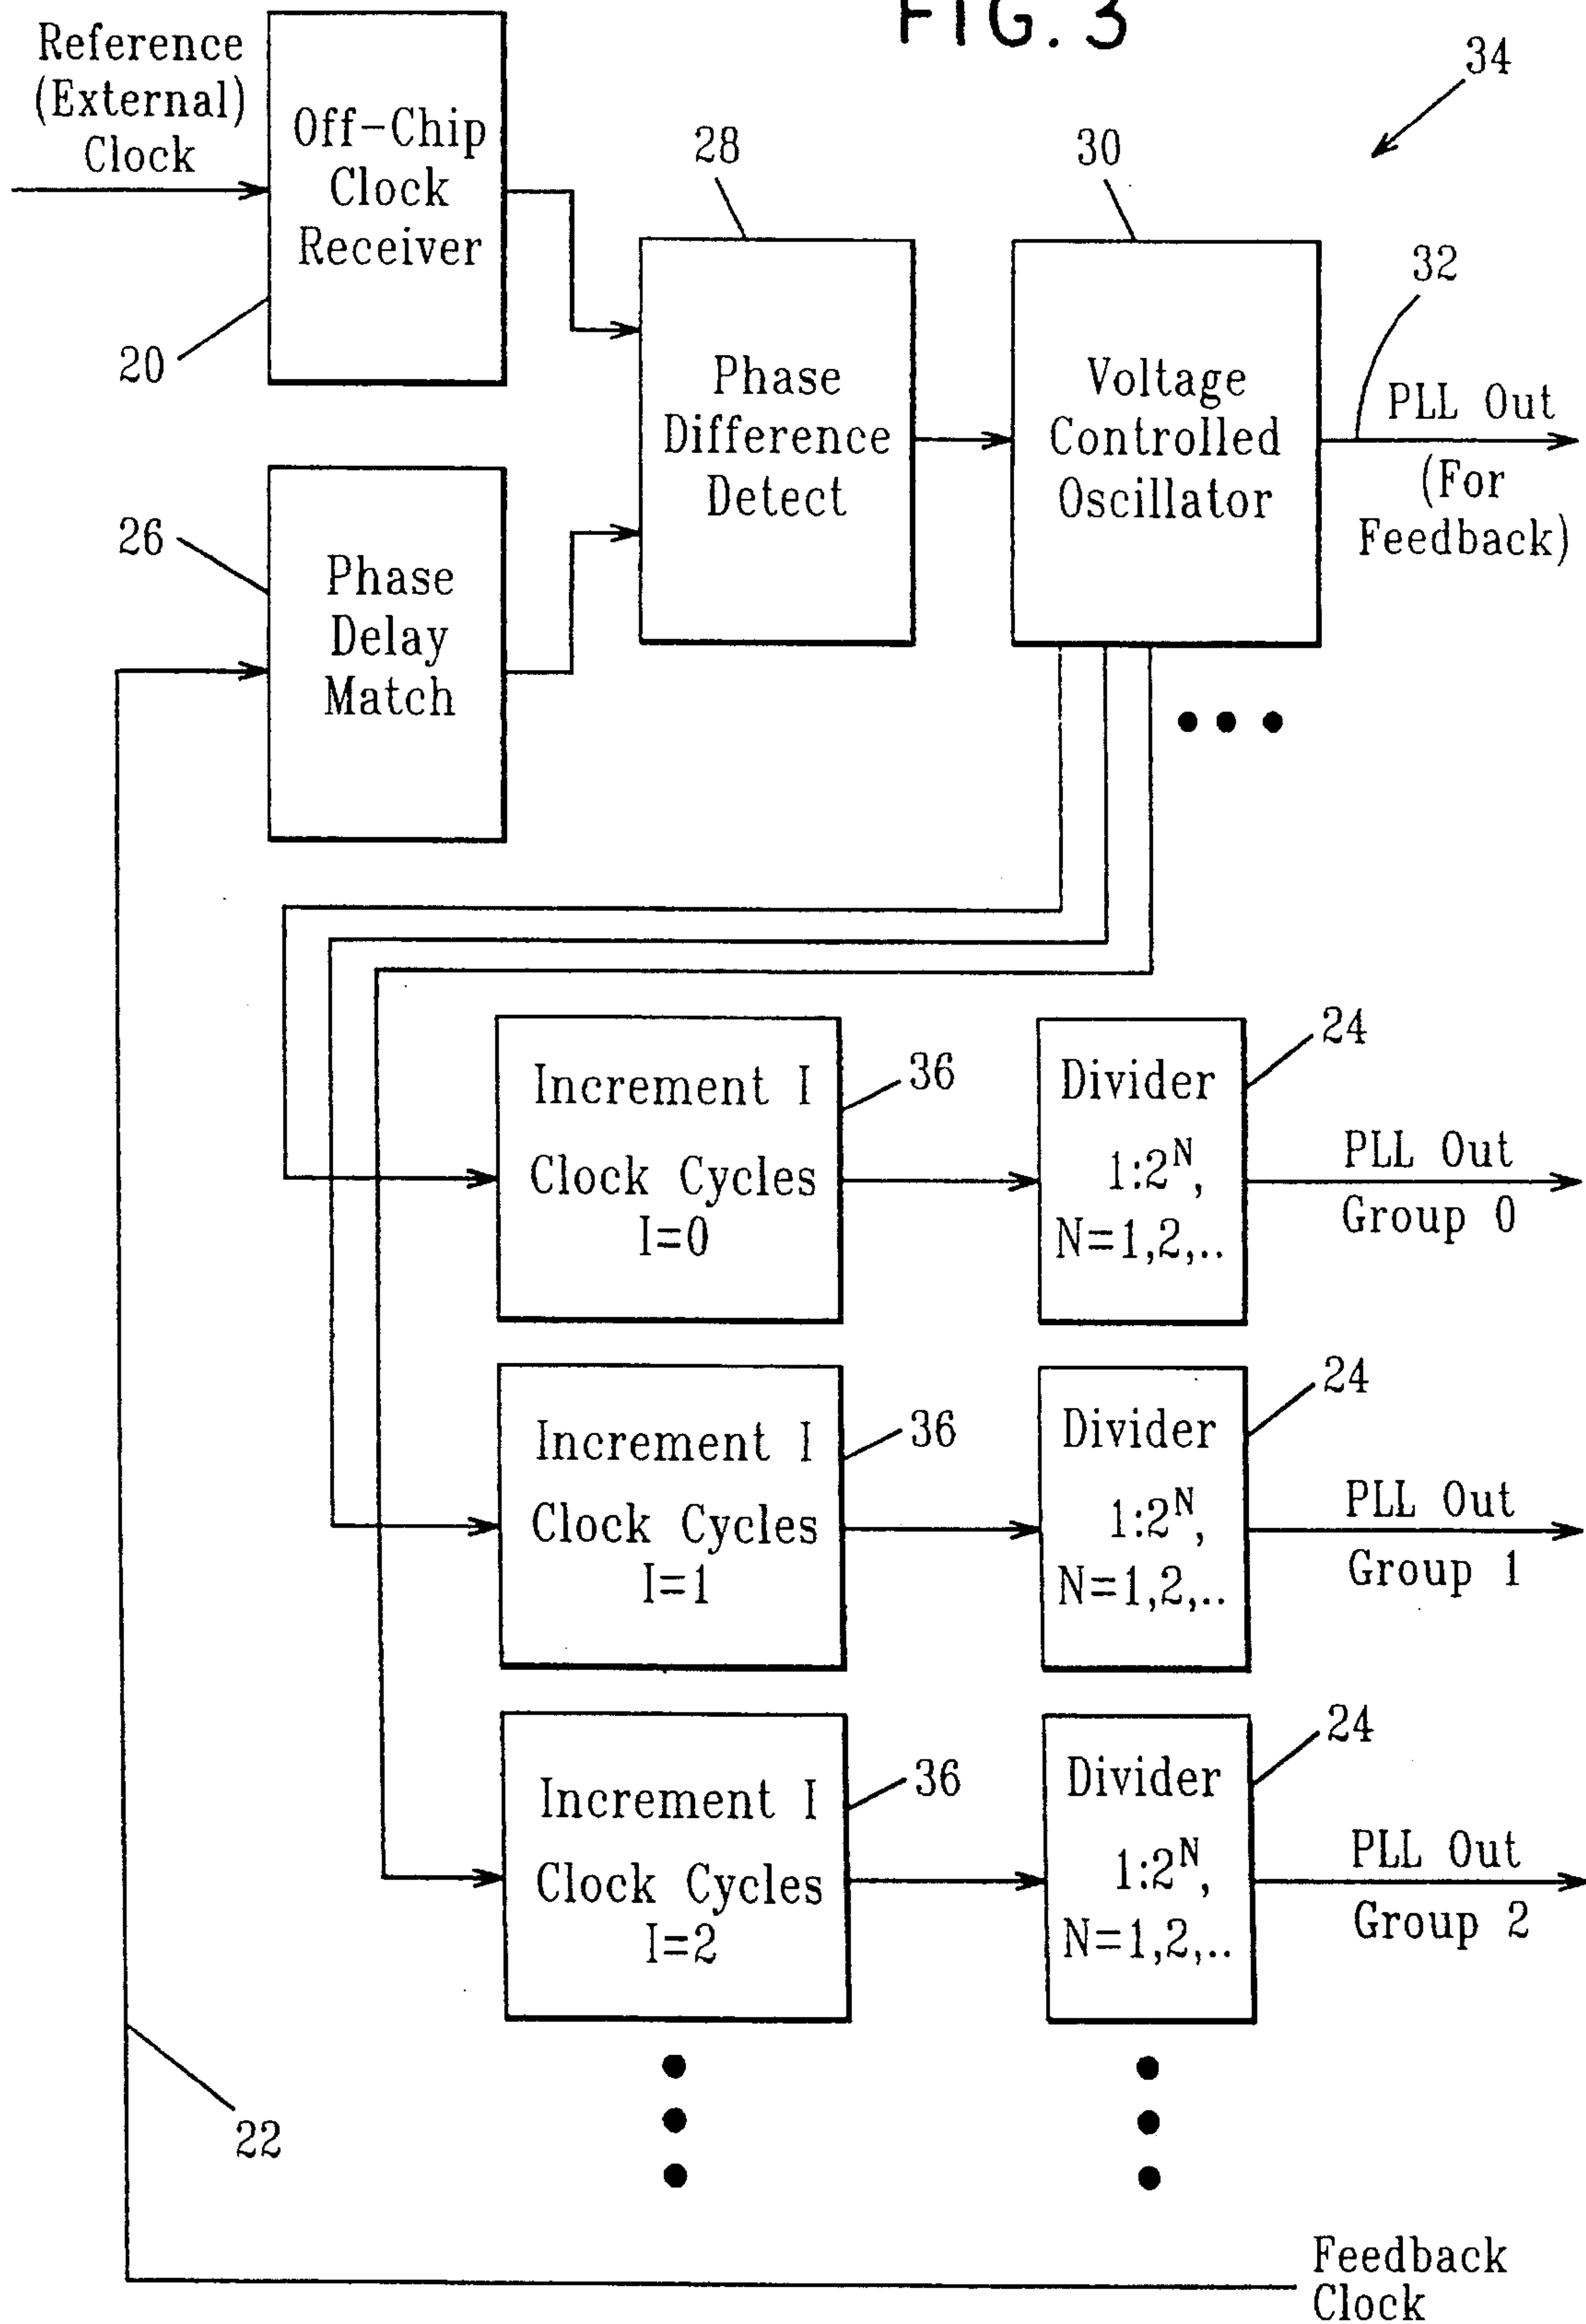 FIG. 3
34
Reference
(External)
Clock
Off-Chip
Clock
Receiver
20
28
30
32
Phase
Difference
Detect
Voltage
Controlled
Oscillator
PLL Out
(For
Feedback)
26
Phase
Delay
Match
Increment I
Clock Cycles
I=0
36
Divider
1:2^N,
N=1,2,..
24
PLL Out
Group 0
Increment I
Clock Cycles
I=1
36
Divider
1:2^N,
N=1,2,..
24
PLL Out
Group 1
Increment I
Clock Cycles
I=2
36
Divider
1:2^N,
N=1,2,..
24
PLL Out
Group 2
22
Feedback
Clock